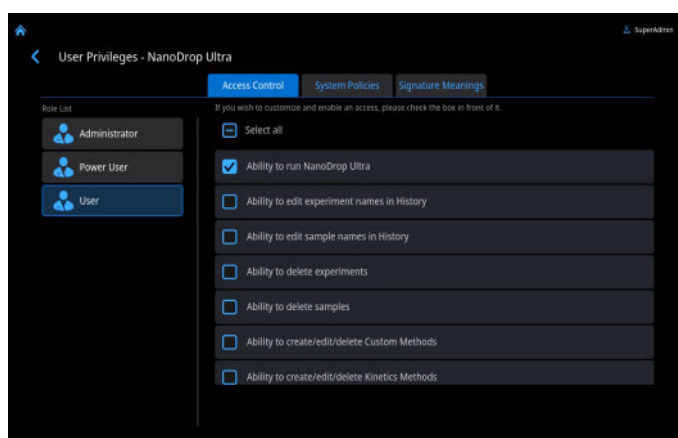 SuperAdmin
User Privileges - NanoDrop Ultra
Access Control System Policies Signature Meanings
Role List
If you wish to customize and enable an access, please check the box in front of it.
Administrator
Power User
User
Select all
Ability to run NanoDrop Ultra
Ability to edit experiment names in History
Ability to edit sample names in History
Ability to delete experiments
Ability to delete samples
Ability to create/edit/delete Custom Methods
Ability to create/edit/delete Kinetics Methods